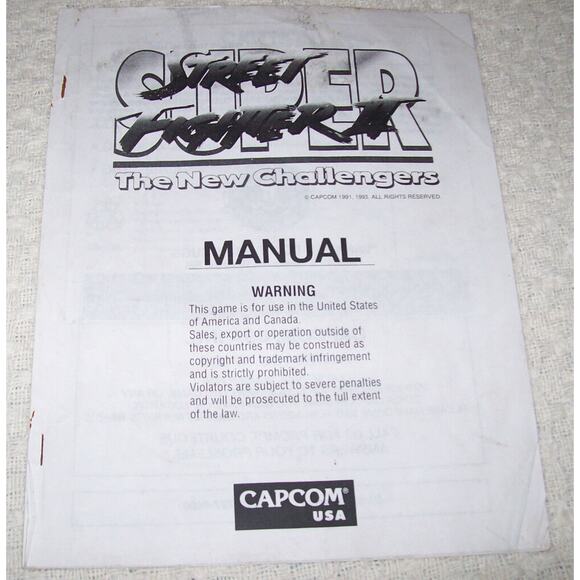 SUPER
STREET
FIGHTER II
The New Challengers
© CAPCOM 1991, 1993. ALL RIGHTS RESERVED.
MANUAL
WARNING
This game is for use in the United States
of America and Canada.
Sales, export or operation outside of
these countries may be construed as
copyright and trademark infringement
and is strictly prohibited.
Violators are subject to severe penalties
and will be prosecuted to the full extent
of the law.
CAPCOM®
USA